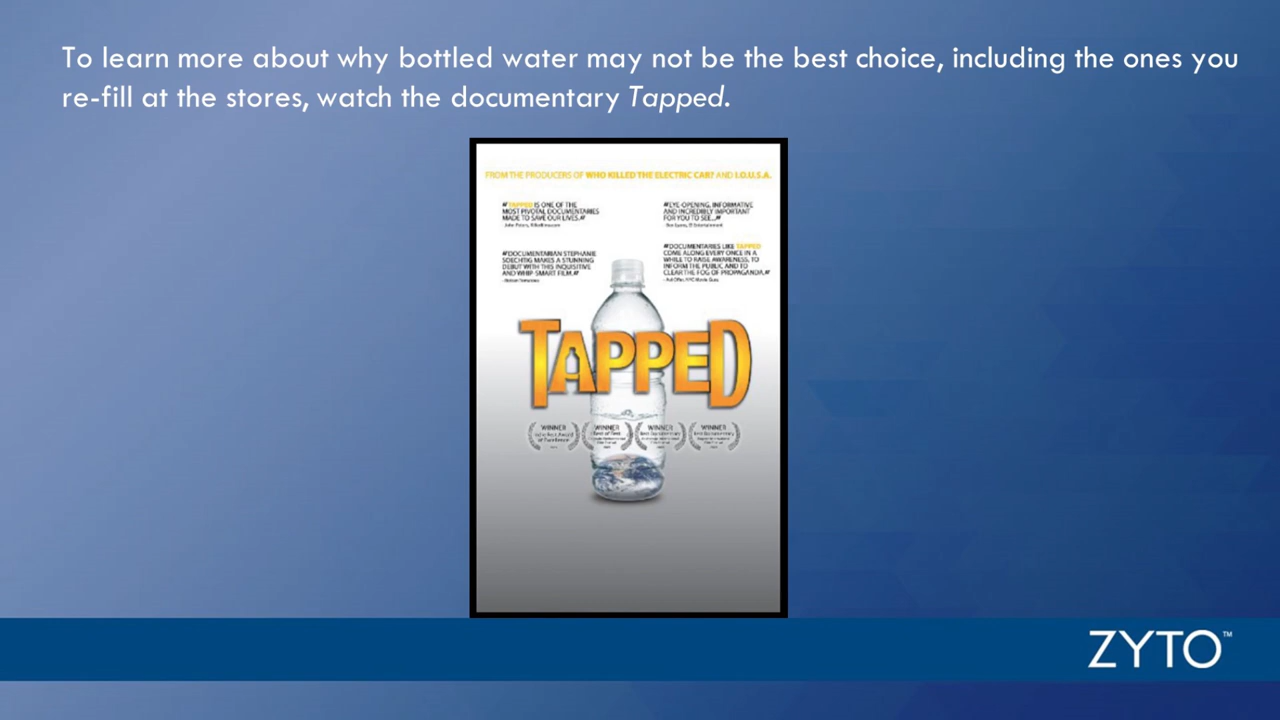 To learn more about why bottled water may not be the best choice, including the ones you
re-fill at the stores, watch the documentary Tapped.
FROM THE PRODUCERS OF WHO KILLED THE ELECTRIC CAR? AND I.O.U.S.A.
"TAPPED IS ONE OF THE
MOST PIVOTAL DOCUMENTARIES
MADE TO SAVE OUR LIVES."
"EYE-OPENING, INFORMATIVE
AND INCREDIBLY IMPORTANT
FOR YOU TO SEE..."
"DOCUMENTARIAN STEPHANIE
SOECHTIG MAKES A STUNNING
DEBUT WITH THIS INQUISITIVE
AND WHIP SMART FILM."
"DOCUMENTARIES LIKE TAPPED
COME ALONG EVERY ONCE IN A
WHILE TO RAISE AWARENESS, TO
INFORM THE PUBLIC AND TO
CLEAR THE FOG OF PROPAGANDA."
TAPPED
WINNER
WINNER
WINNER
WINNER
ZYTO™